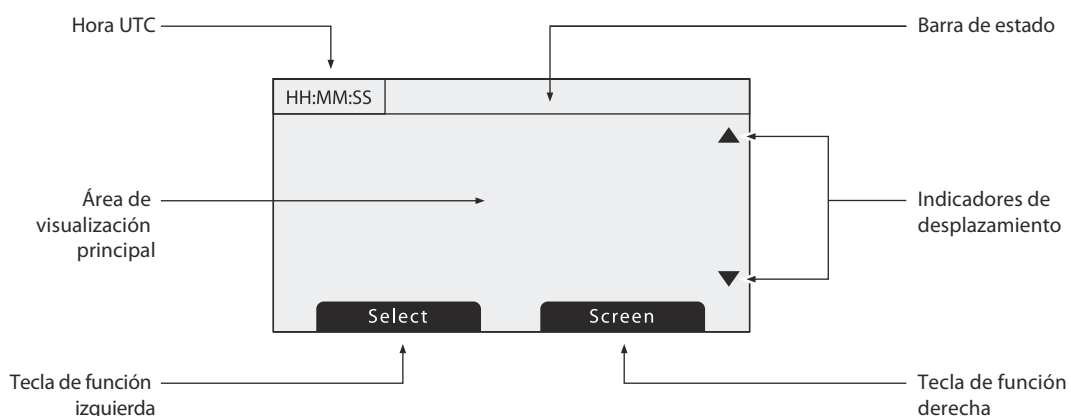 Hora UTC
Barra de estado
HH:MM:SS
Área de
visualización
principal
Indicadores de
desplazamiento
Select
Screen
Tecla de función
izquierda
Tecla de función
derecha